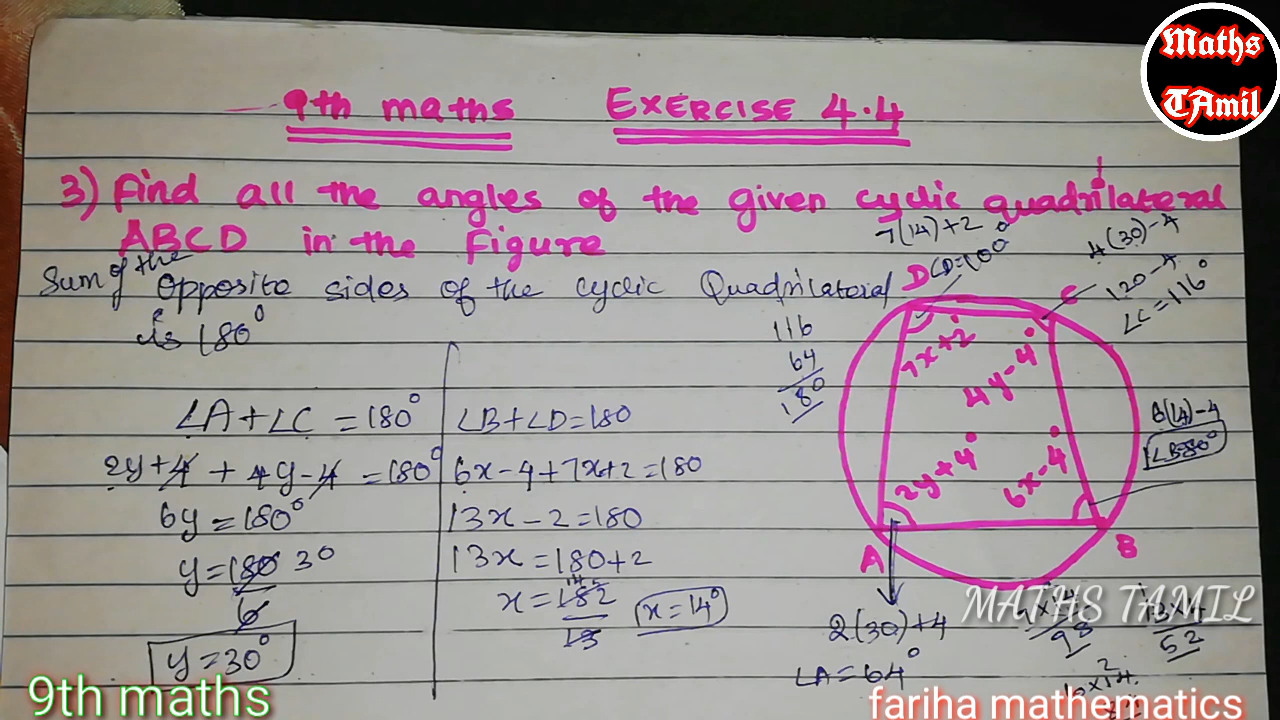 Maths
TAmil
9th maths EXERCISE 4.4
3) Find all the angles of the given cyclic quadrilateral
ABCD in the Figure
Sum of the opposite sides of the cyclic Quadrilateral
is 180°
7(14)+2
∠D=100°
4(30)-4
120-4
∠C=116°
116
64
180
D
C
7x+2°
4y-4°
2y+4°
6x-4°
A
B
6(14)-4
∠B=80°
∠A+∠C=180°
2y+4+4y-4=180°
6y=180°
y=180 30
6
y=30°
∠B+∠D=180
6x-4+7x+2=180
13x-2=180
13x=180+2
x=182 14
13
x=14°
2(30)+4
∠A=64°
98
13x4
52
MATHS TAMIL
9th maths
fariha mathematics